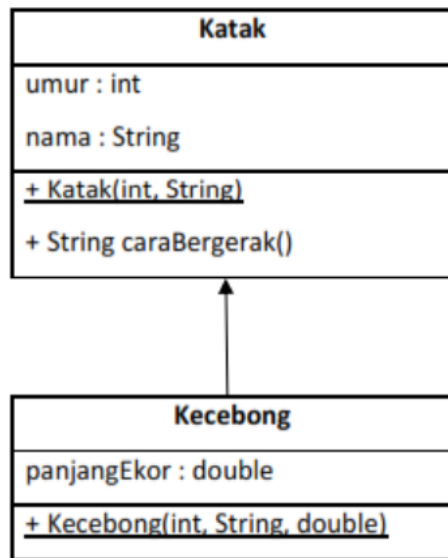 Katak
umur : int
nama : String
+ Katak(int, String)
+ String caraBergerak()
Kecebong
panjangEkor : double
+ Kecebong(int, String, double)